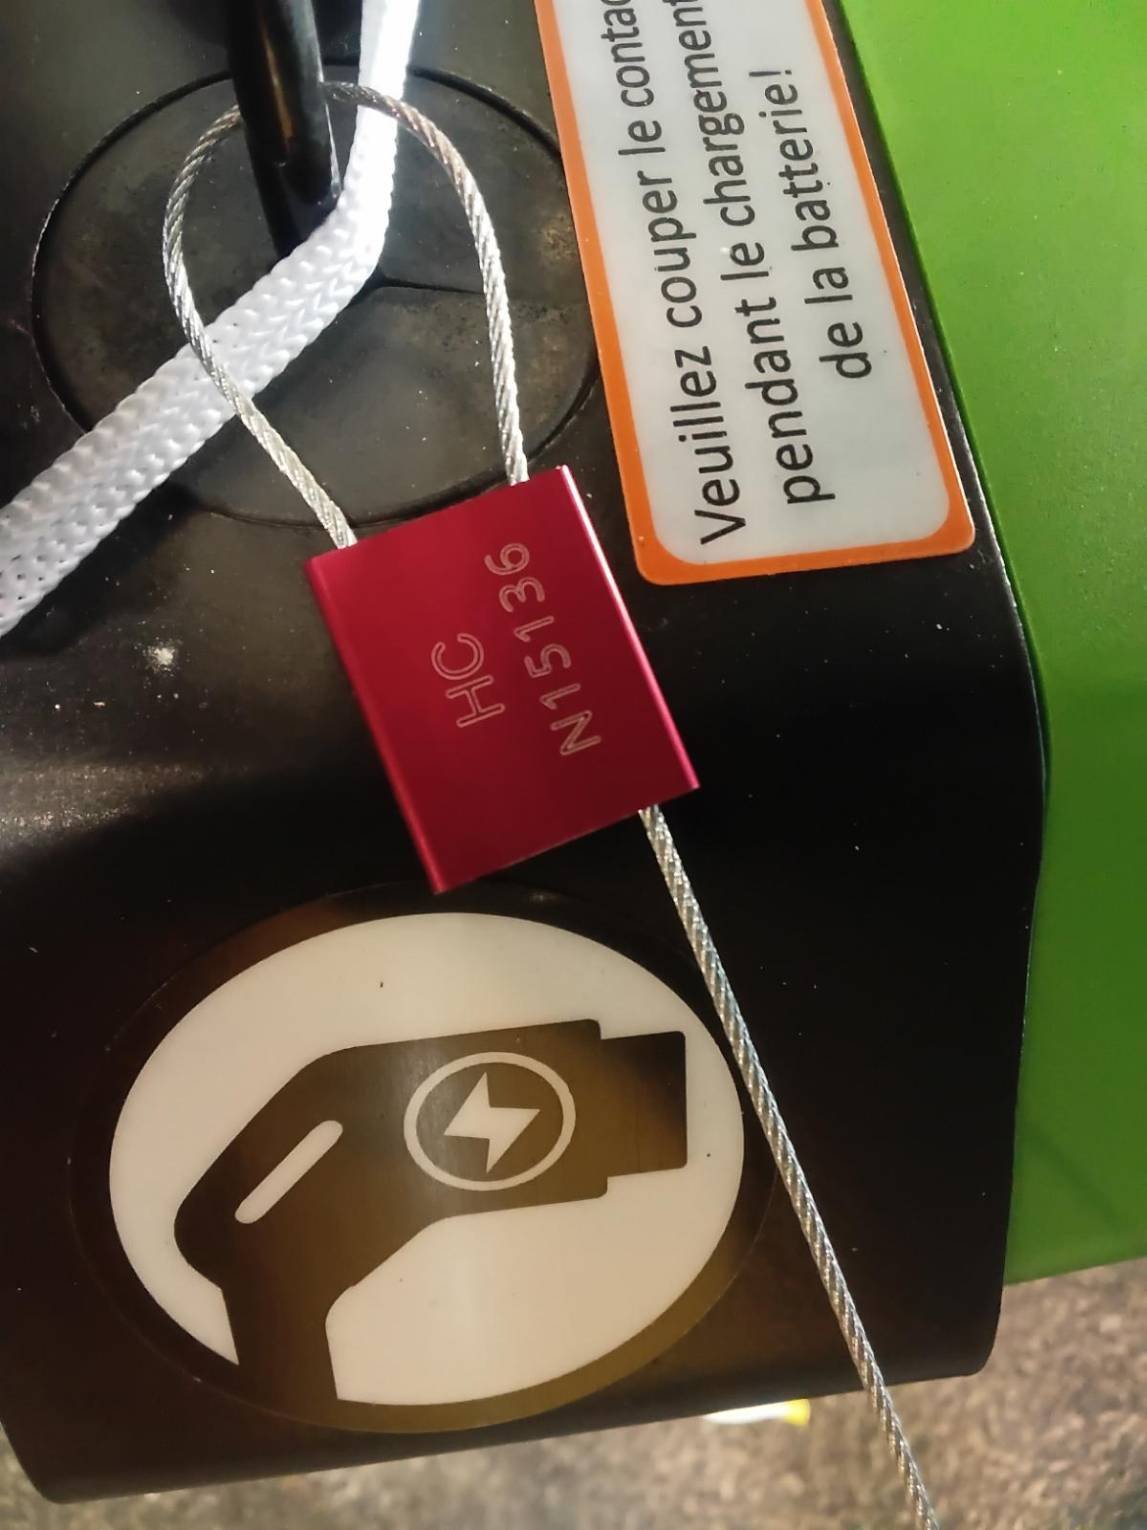 Veuillez couper le contac
pendant le chargement
de la batterie!
HC
N15136